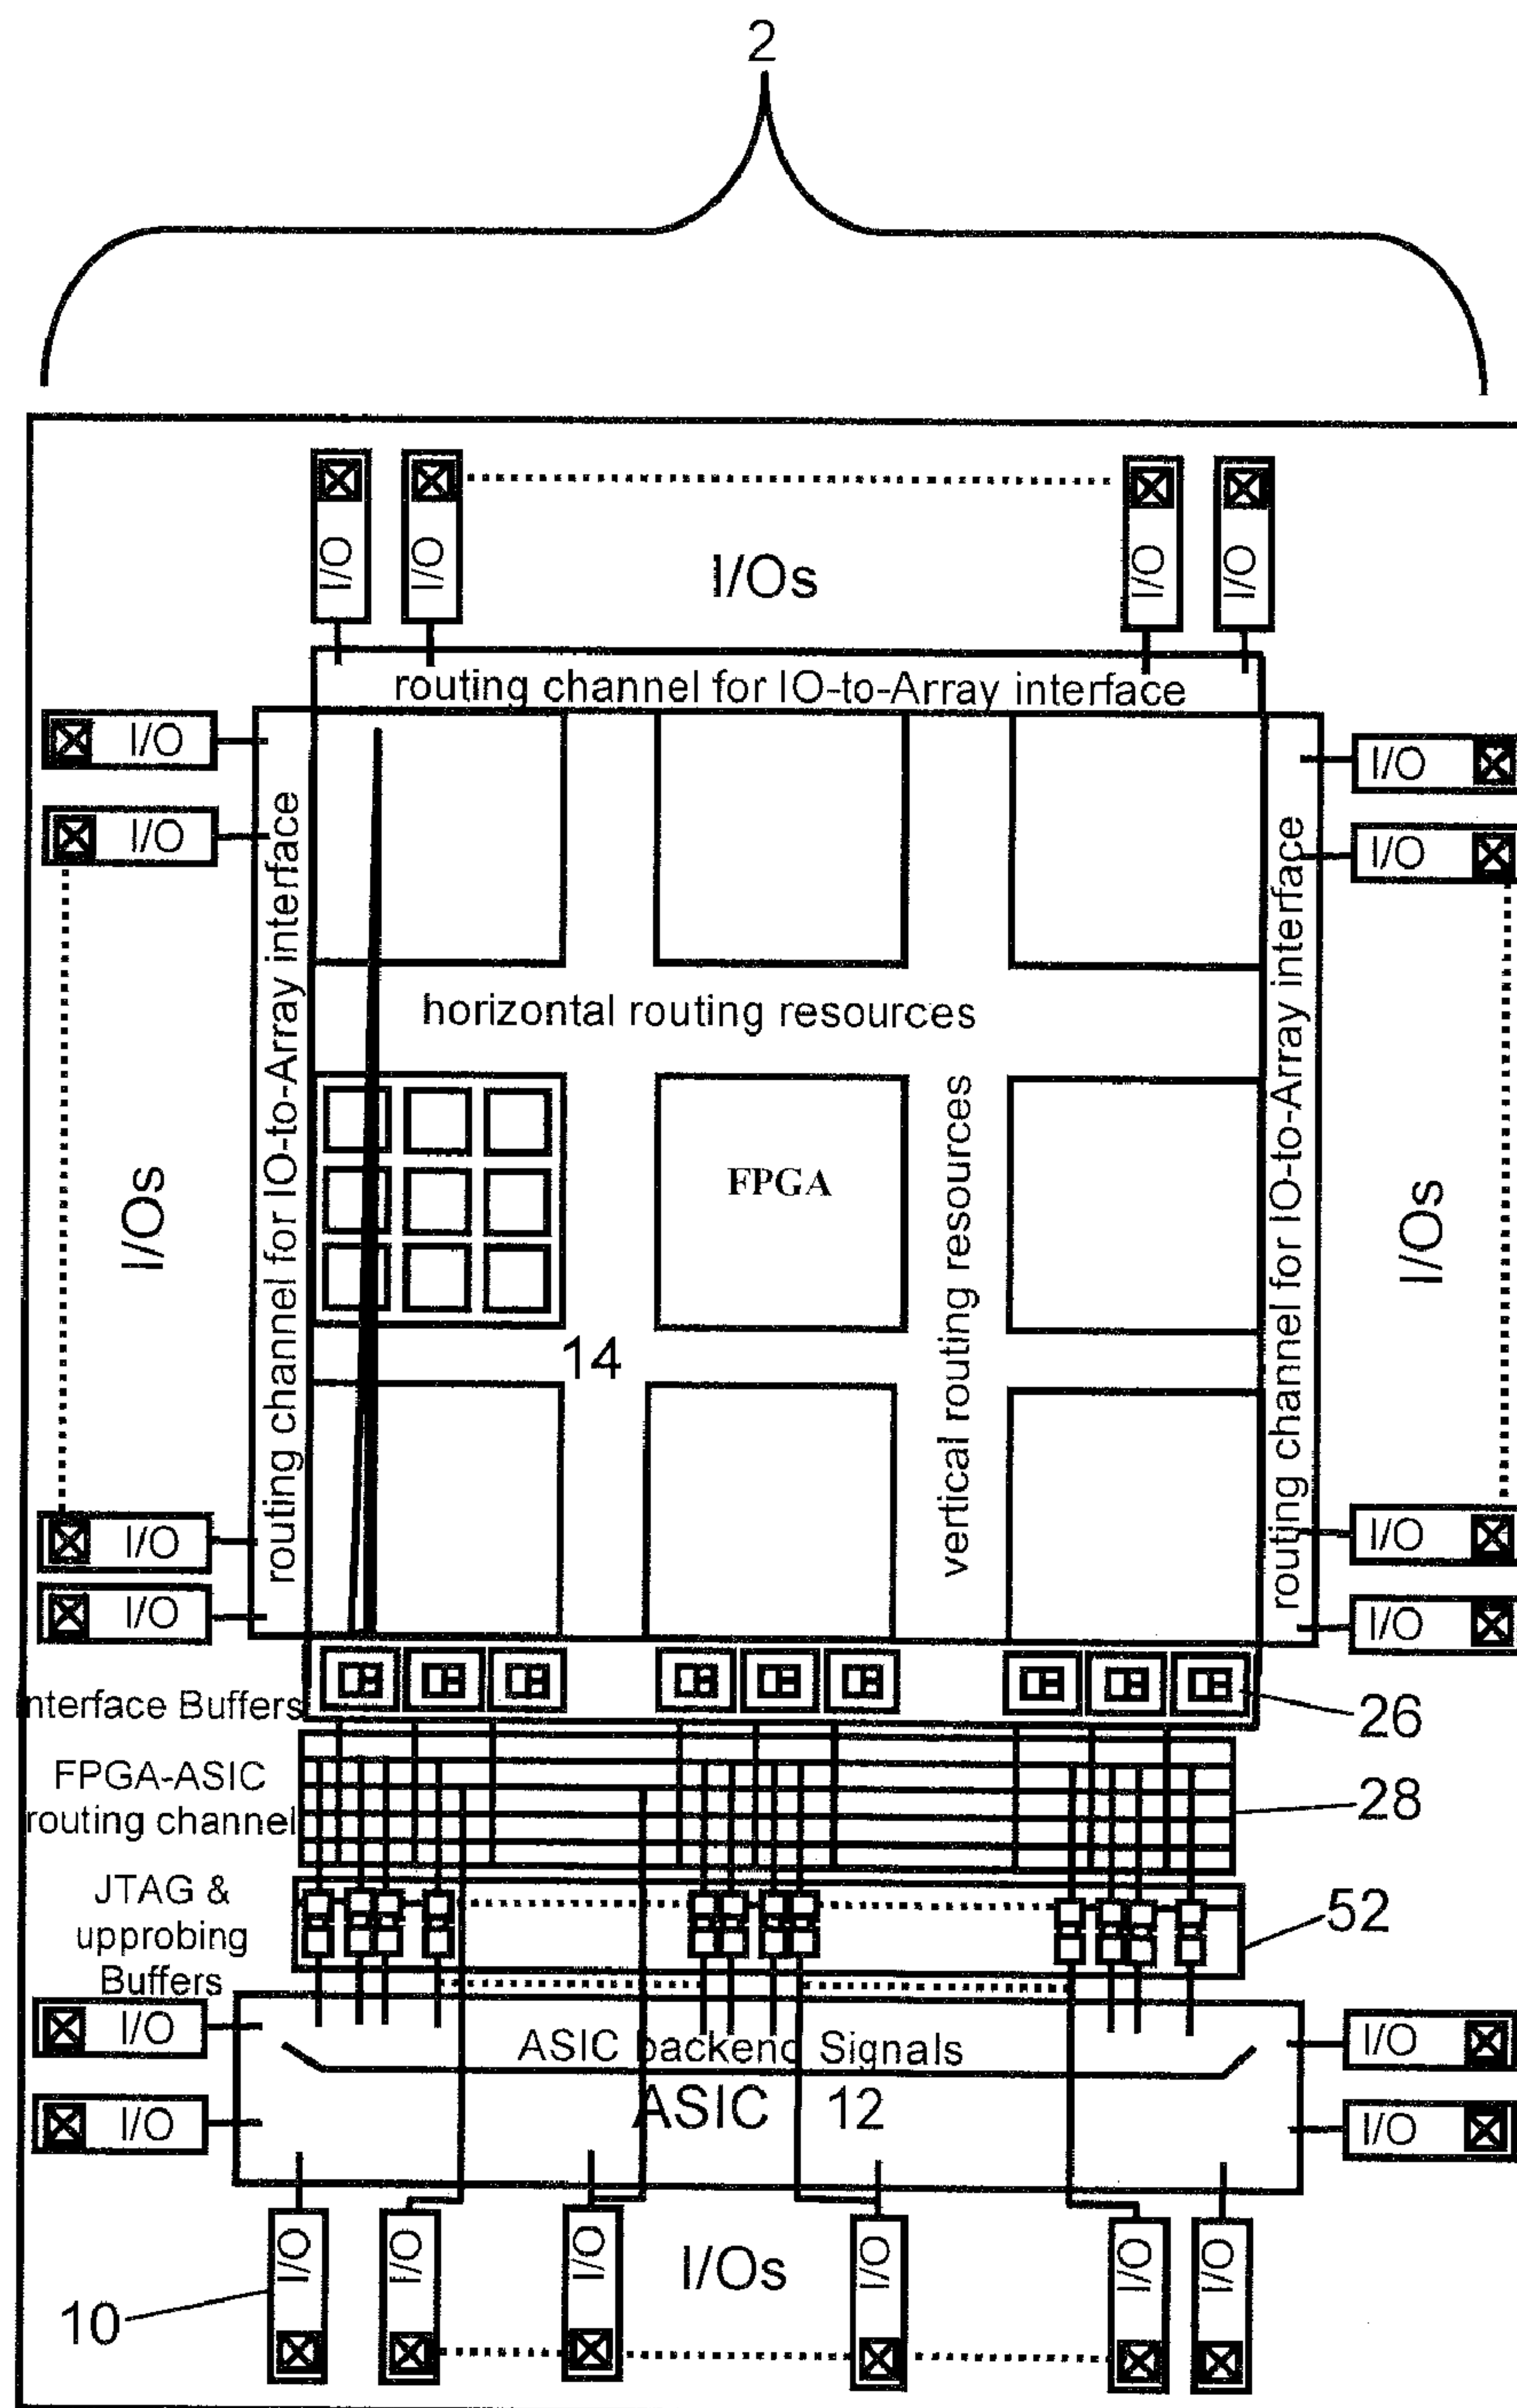 2
I/O
I/O
I/O
I/O
I/Os
routing channel for IO-to-Array interface
I/O
I/O
I/O
I/O
routing channel for IO-to-Array interface
routing channel for IO-to-Array interface
horizontal routing resources
vertical routing resources
FPGA
I/Os
I/Os
14
I/O
I/O
I/O
I/O
Interface Buffers
26
FPGA-ASIC
routing channel
28
JTAG &
upprobing
Buffers
52
I/O
I/O
ASIC backend Signals
ASIC 12
I/O
I/O
I/O
I/O
I/O
I/Os
I/O
I/O
I/O
10